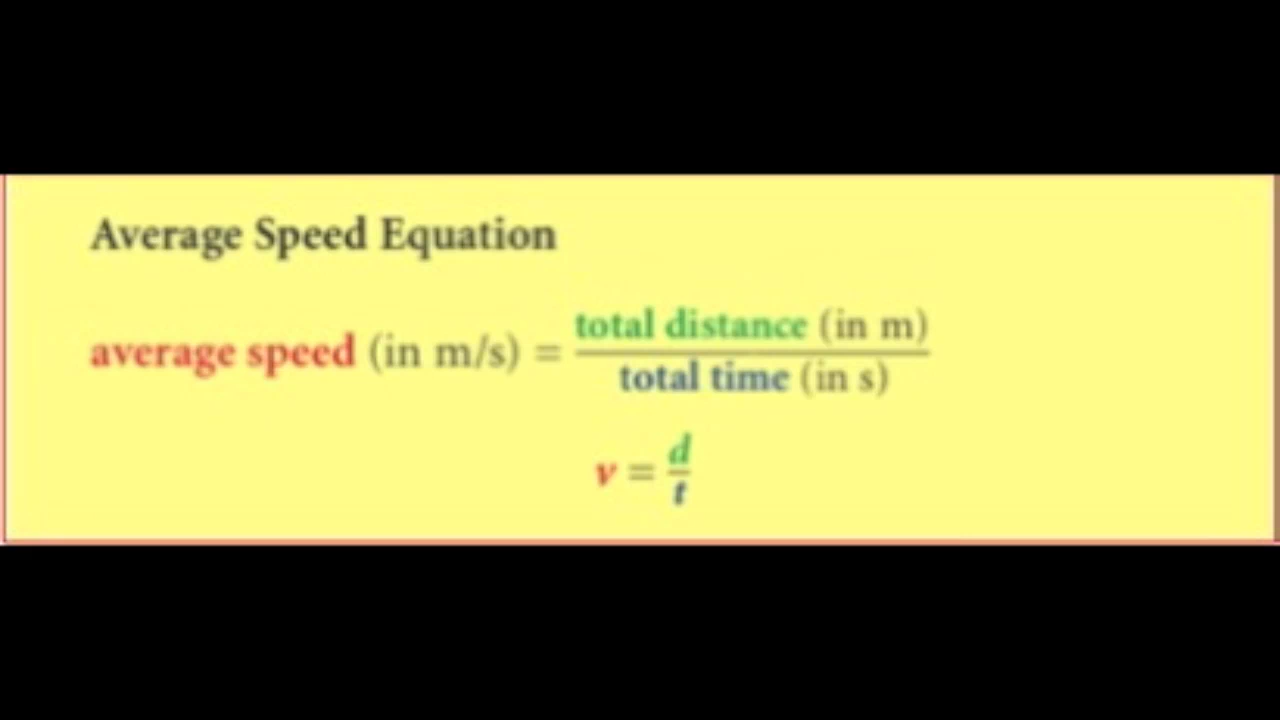 Average Speed Equation
average speed (in m/s) = total distance (in m) / total time (in s)
v = d / t